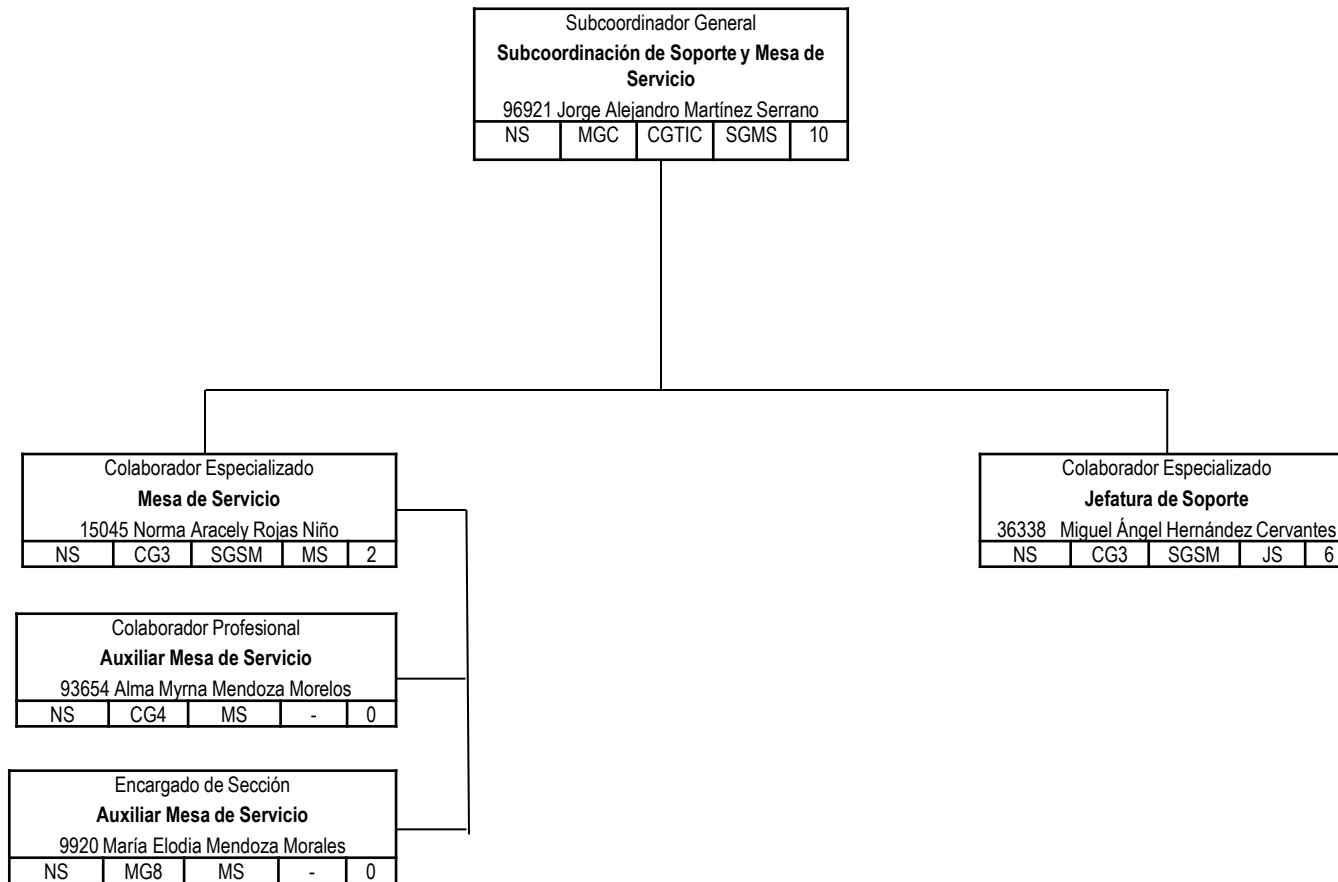 Subcoordinador General
Subcoordinación de Soporte y Mesa de
Servicio
96921 Jorge Alejandro Martínez Serrano
NS MGC CGTIC SGMS 10
Colaborador Especializado
Mesa de Servicio
15045 Norma Aracely Rojas Niño
NS CG3 SGSM MS 2
Colaborador Especializado
Jefatura de Soporte
36338 Miguel Ángel Hernández Cervantes
NS CG3 SGSM JS 6
Colaborador Profesional
Auxiliar Mesa de Servicio
93654 Alma Myrna Mendoza Morelos
NS CG4 MS - 0
Encargado de Sección
Auxiliar Mesa de Servicio
9920 María Elodia Mendoza Morales
NS MG8 MS - 0